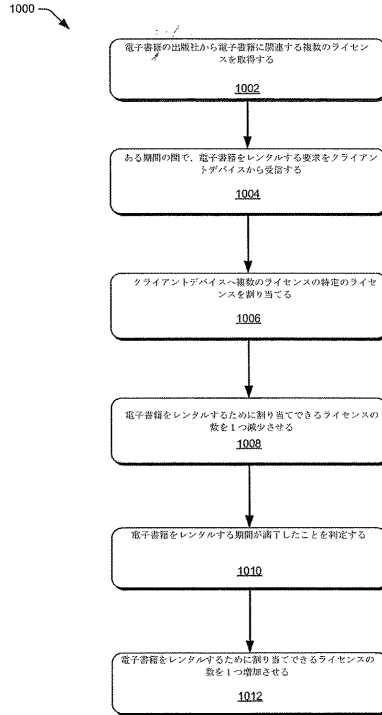 1000
電子書籍の出版社から電子書籍に関連する複数のライセン
スを取得する
1002
ある期間の間で、電子書籍をレンタルする要求をクライアン
トデバイスから受信する
1004
クライアントデバイスへ複数のライセンスの特定のライセ
ンスを割り当てる
1006
電子書籍をレンタルするために割り当てできるライセンスの
数を1つ減少させる
1008
電子書籍をレンタルする期間が満了したことを判定する
1010
電子書籍をレンタルするために割り当てできるライセンスの
数を1つ増加させる
1012